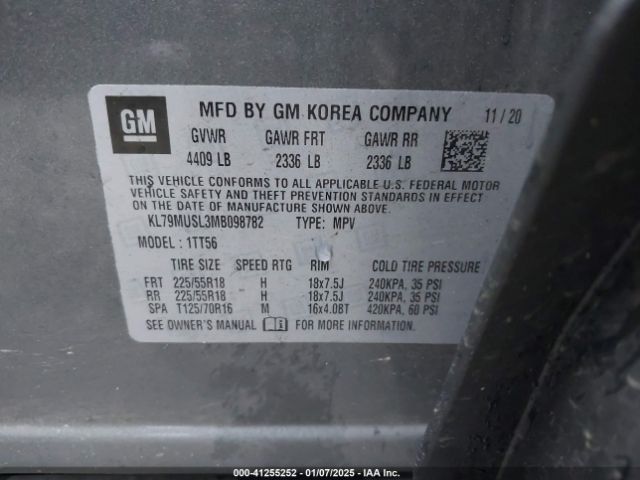 GM MFD BY GM KOREA COMPANY 11/20
GVWR GAWR FRT GAWR RR
4409 LB 2336 LB 2336 LB
THIS VEHICLE CONFORMS TO ALL APPLICABLE U.S. FEDERAL MOTOR
VEHICLE SAFETY AND THEFT PREVENTION STANDARDS IN EFFECT ON
THE DATE OF MANUFACTURE SHOWN ABOVE.
KL79MUSL3MB098782 TYPE: MPV
MODEL : 1TT56
TIRE SIZE SPEED RTG RIM COLD TIRE PRESSURE
FRT 225/55R18 H 18x7.5J 240KPA, 35 PSI
RR 225/55R18 H 18x7.5J 240KPA, 35 PSI
SPA T125/70R16 M 16x4.0BT 420KPA, 60 PSI
SEE OWNER'S MANUAL FOR MORE INFORMATION.
000-41255252 | 01/07/2025 | IAA Inc.